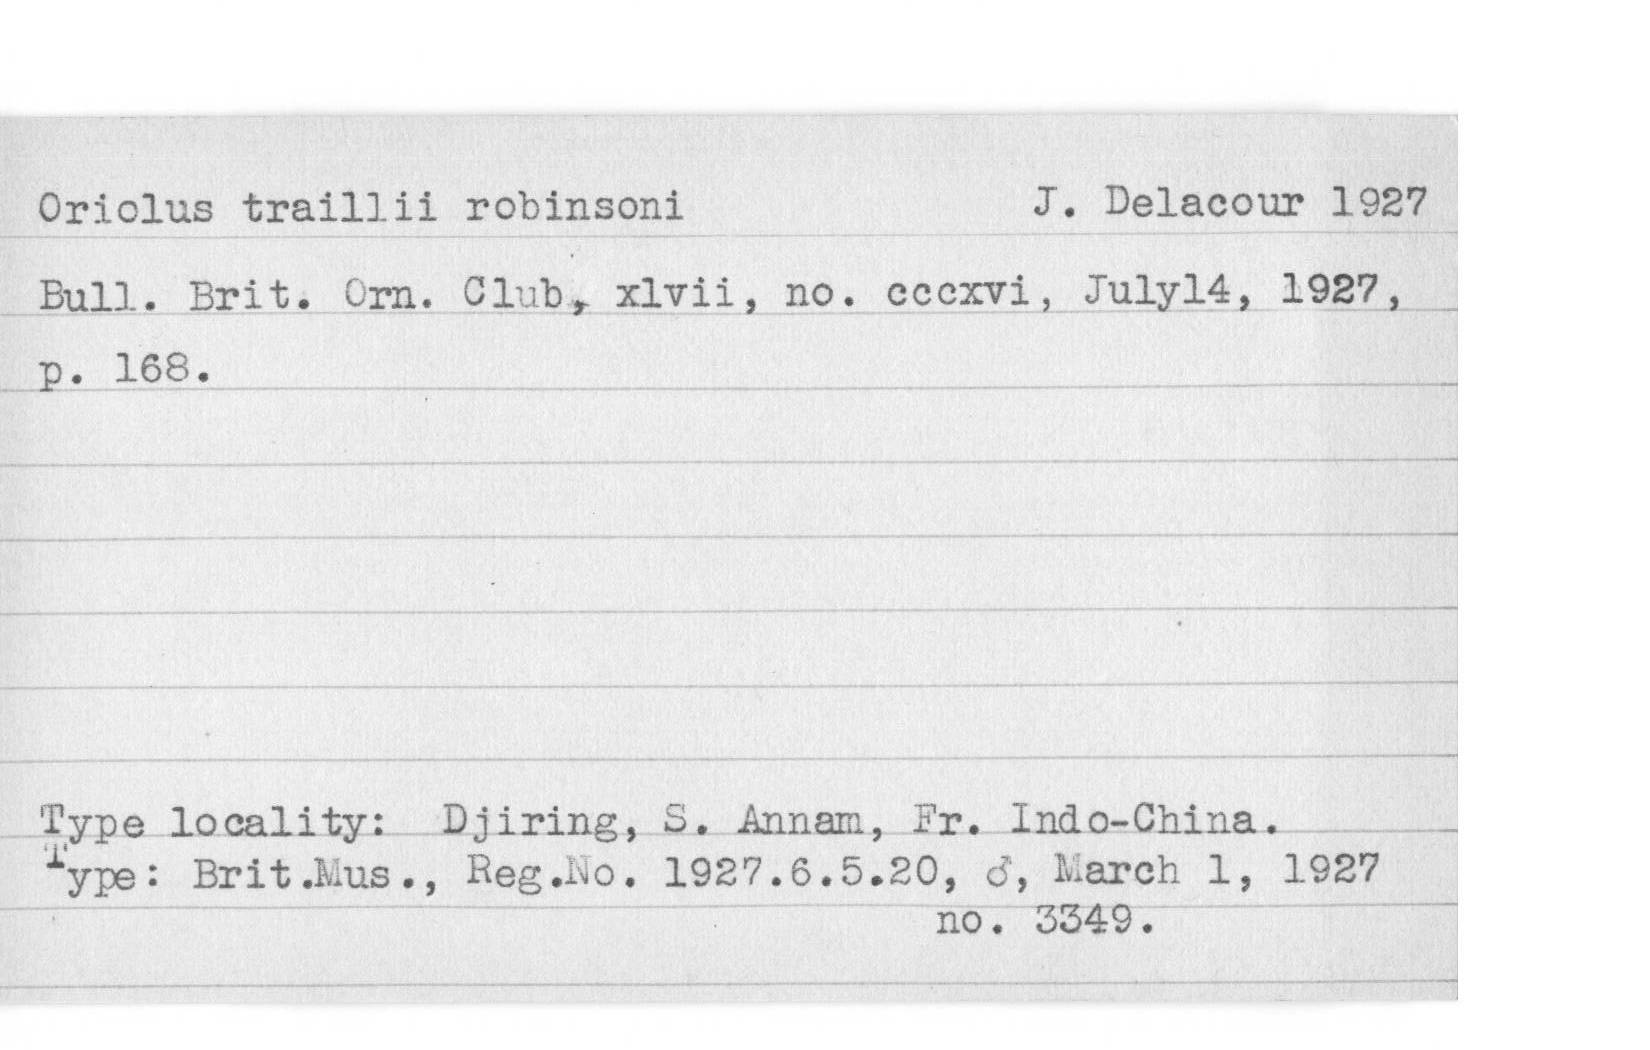 Oriolus traillii robinsoni J. Delacour 1927
Bull. Brit. Orn. Club, xlvii, no. cccxvi, July14, 1927,
p. 168.
Type locality: Djiring, S. Annam, Fr. Indo-China.
Type: Brit.Mus., Reg.No. 1927.6.5.20, ♂, March 1, 1927
no. 3349.